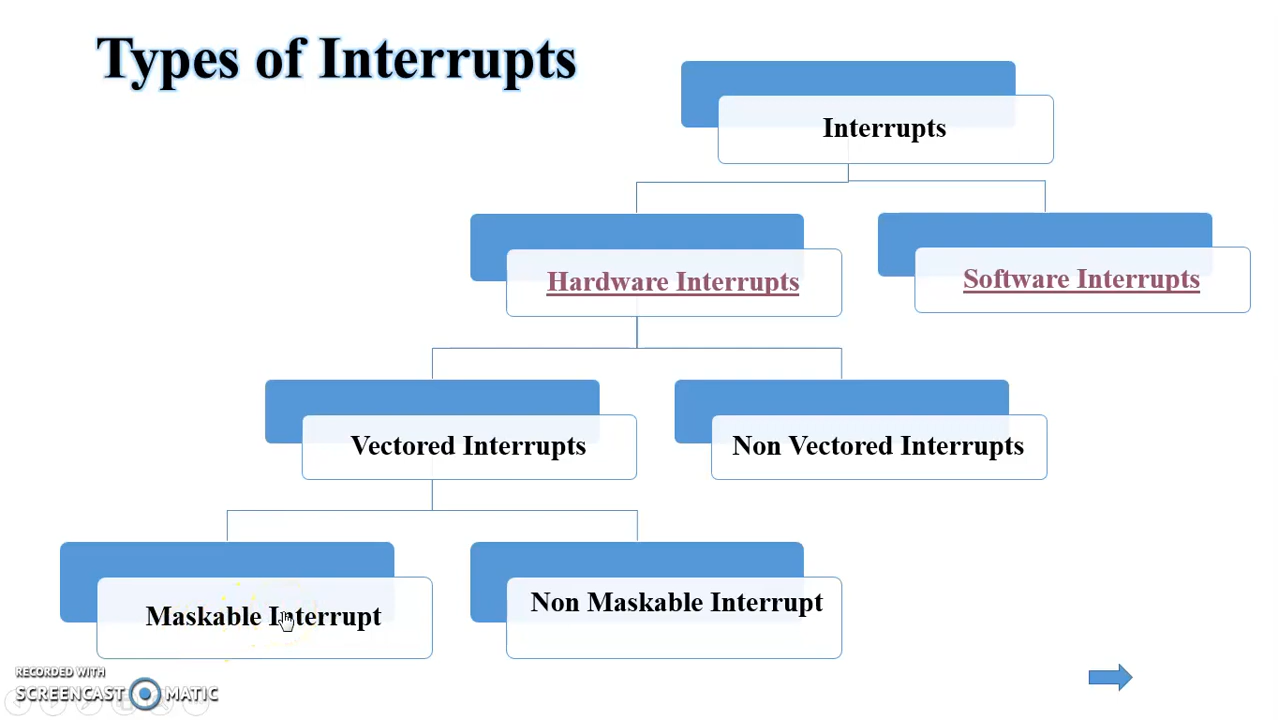 Types of Interrupts
Interrupts
Hardware Interrupts
Software Interrupts
Vectored Interrupts
Non Vectored Interrupts
Maskable Interrupt
Non Maskable Interrupt
RECORDED WITH
SCREENCAST MATIC